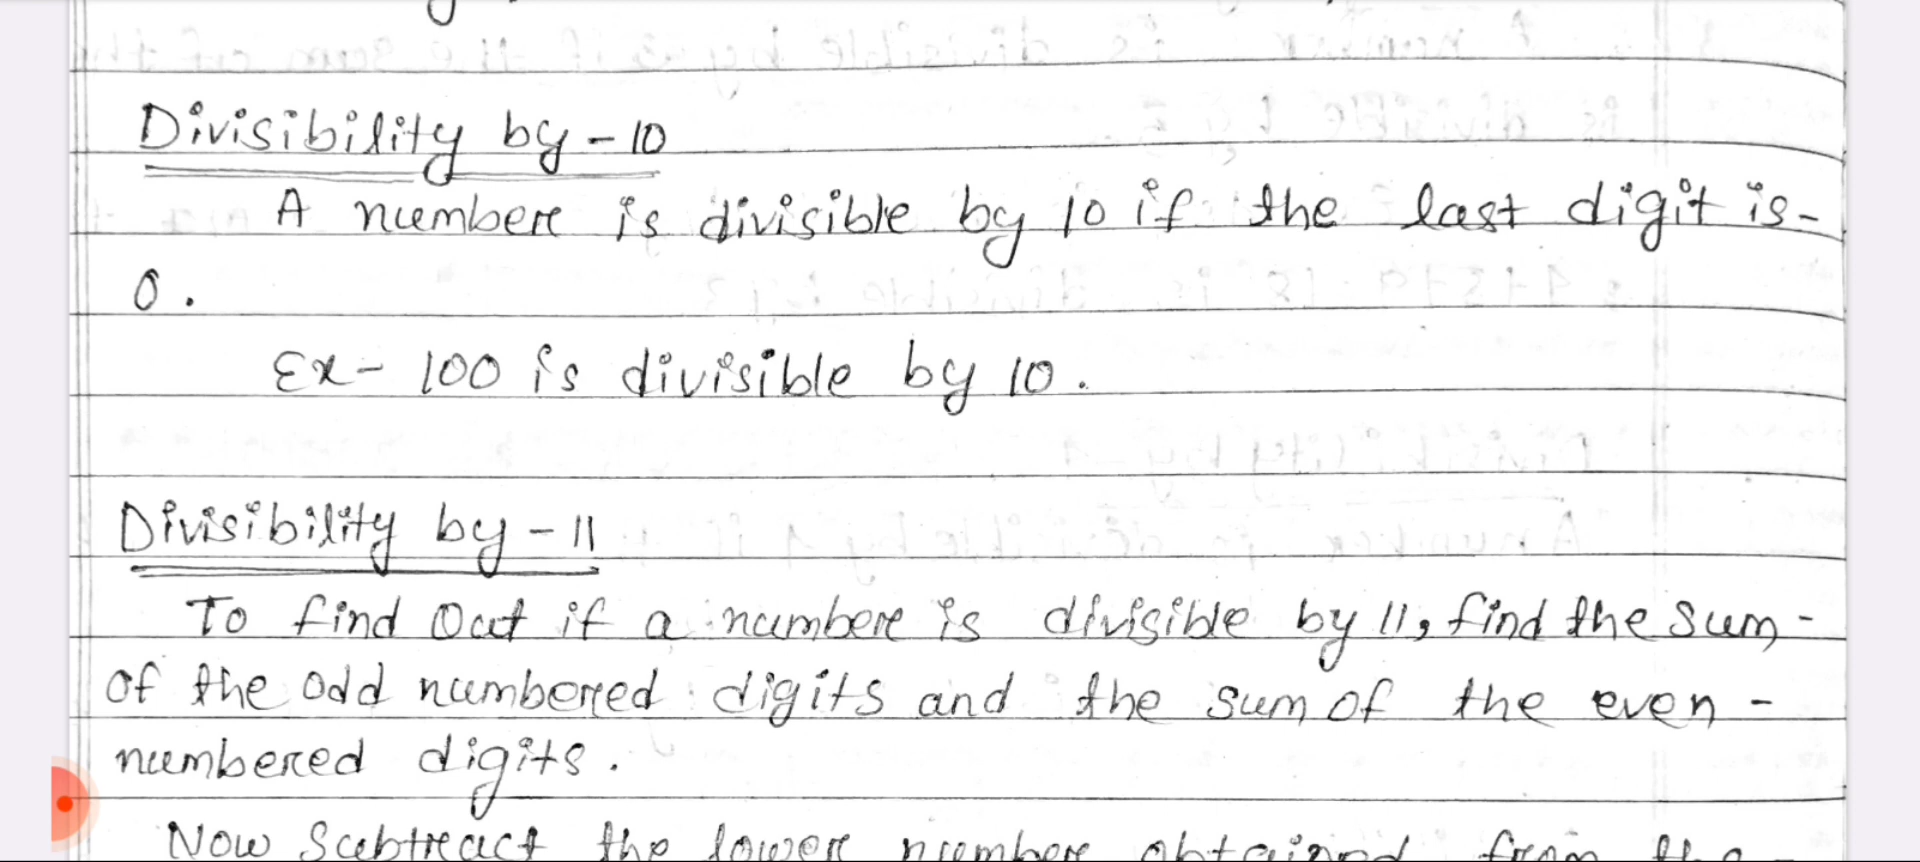 Divisibility by - 10
A number is divisible by 10 if the last digit is -
0.
Ex- 100 is divisible by 10.
Divisibility by - 11
To find out if a number is divisible by 11, find the sum -
of the odd numbered digits and the sum of the even -
numbered digits.
Now Subtract the lower number obtained from the